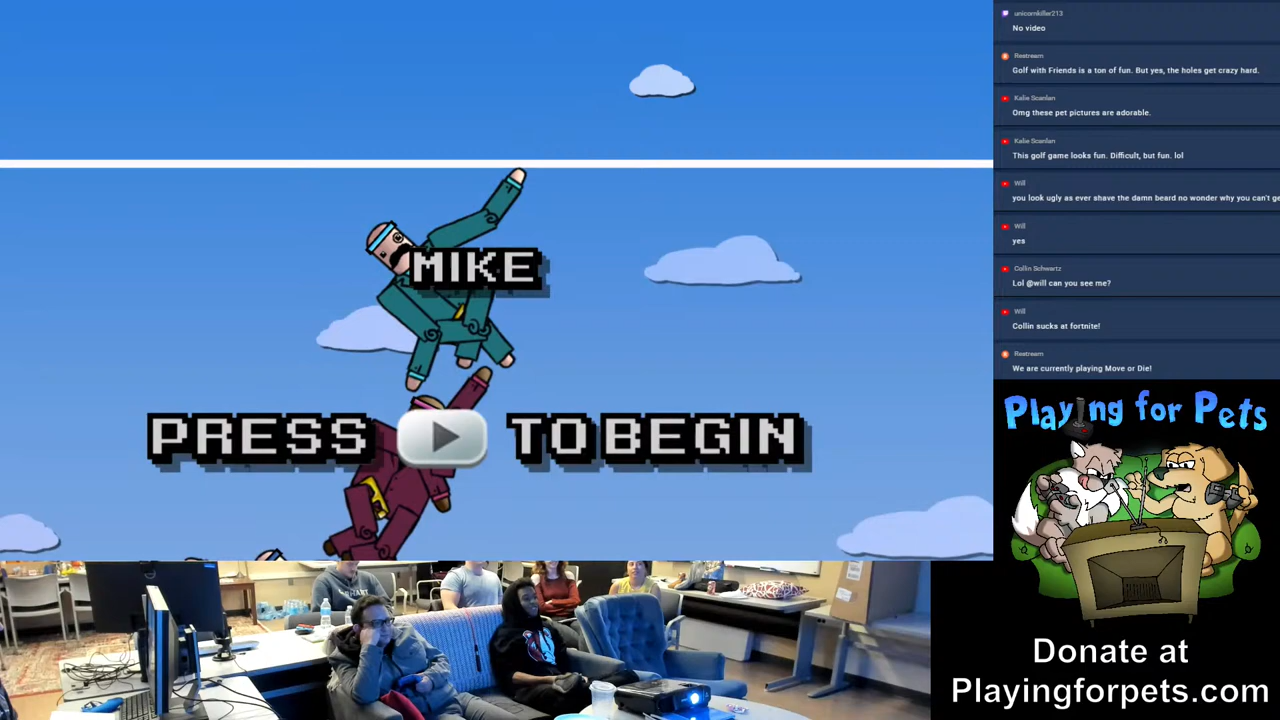 MIKE
PRESS TO BEGIN
unicornkiller213
No video
Restream
Golf with Friends is a ton of fun. But yes, the holes get crazy hard.
Kalie Scanlan
Omg these pet pictures are adorable.
Kalie Scanlan
This golf game looks fun. Difficult, but fun. lol
Will
you look ugly as ever shave the damn beard no wonder why you can't ge
Will
yes
Collin Schwartz
Lol @will can you see me?
Will
Collin sucks at fortnite!
Restream
We are currently playing Move or Die!
Playing for Pets
Donate at
Playingforpets.com